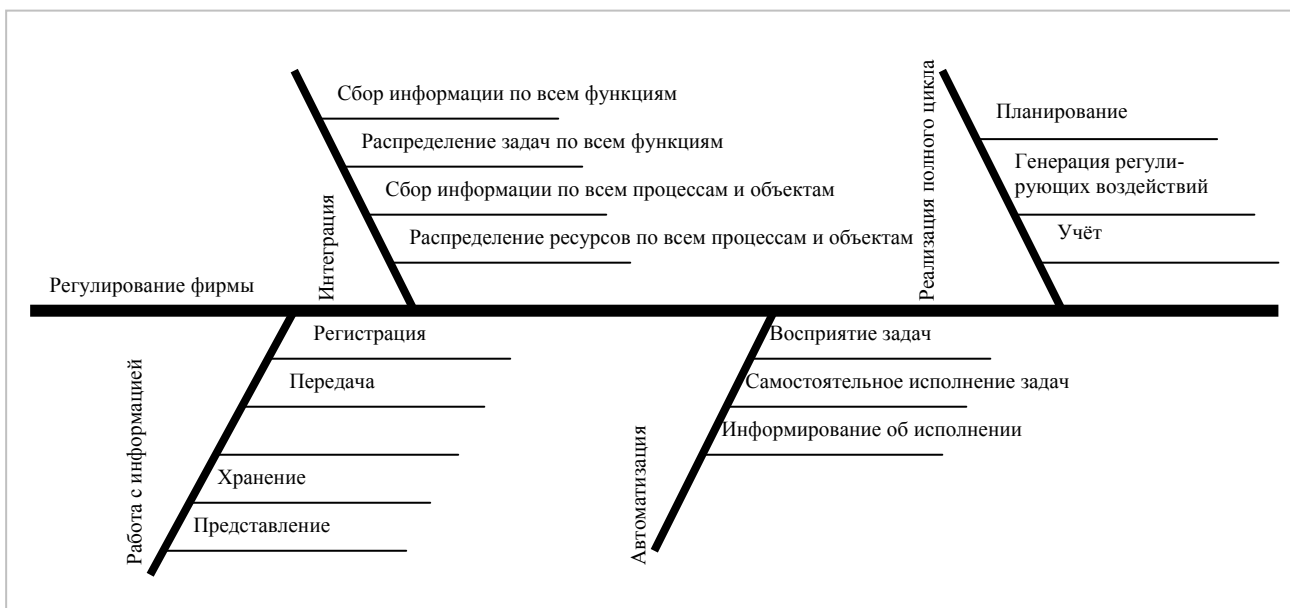 Сбор информации по всем функциям
Распределение задач по всем функциям
Сбор информации по всем процессам и объектам
Распределение ресурсов по всем процессам и объектам
Интеграция
Планирование
Генерация регули-
рующих воздействий
Учёт
Реализация полного цикла
Регулирование фирмы
Регистрация
Передача
Хранение
Представление
Работа с информацией
Восприятие задач
Самостоятельное исполнение задач
Информирование об исполнении
Автоматизация